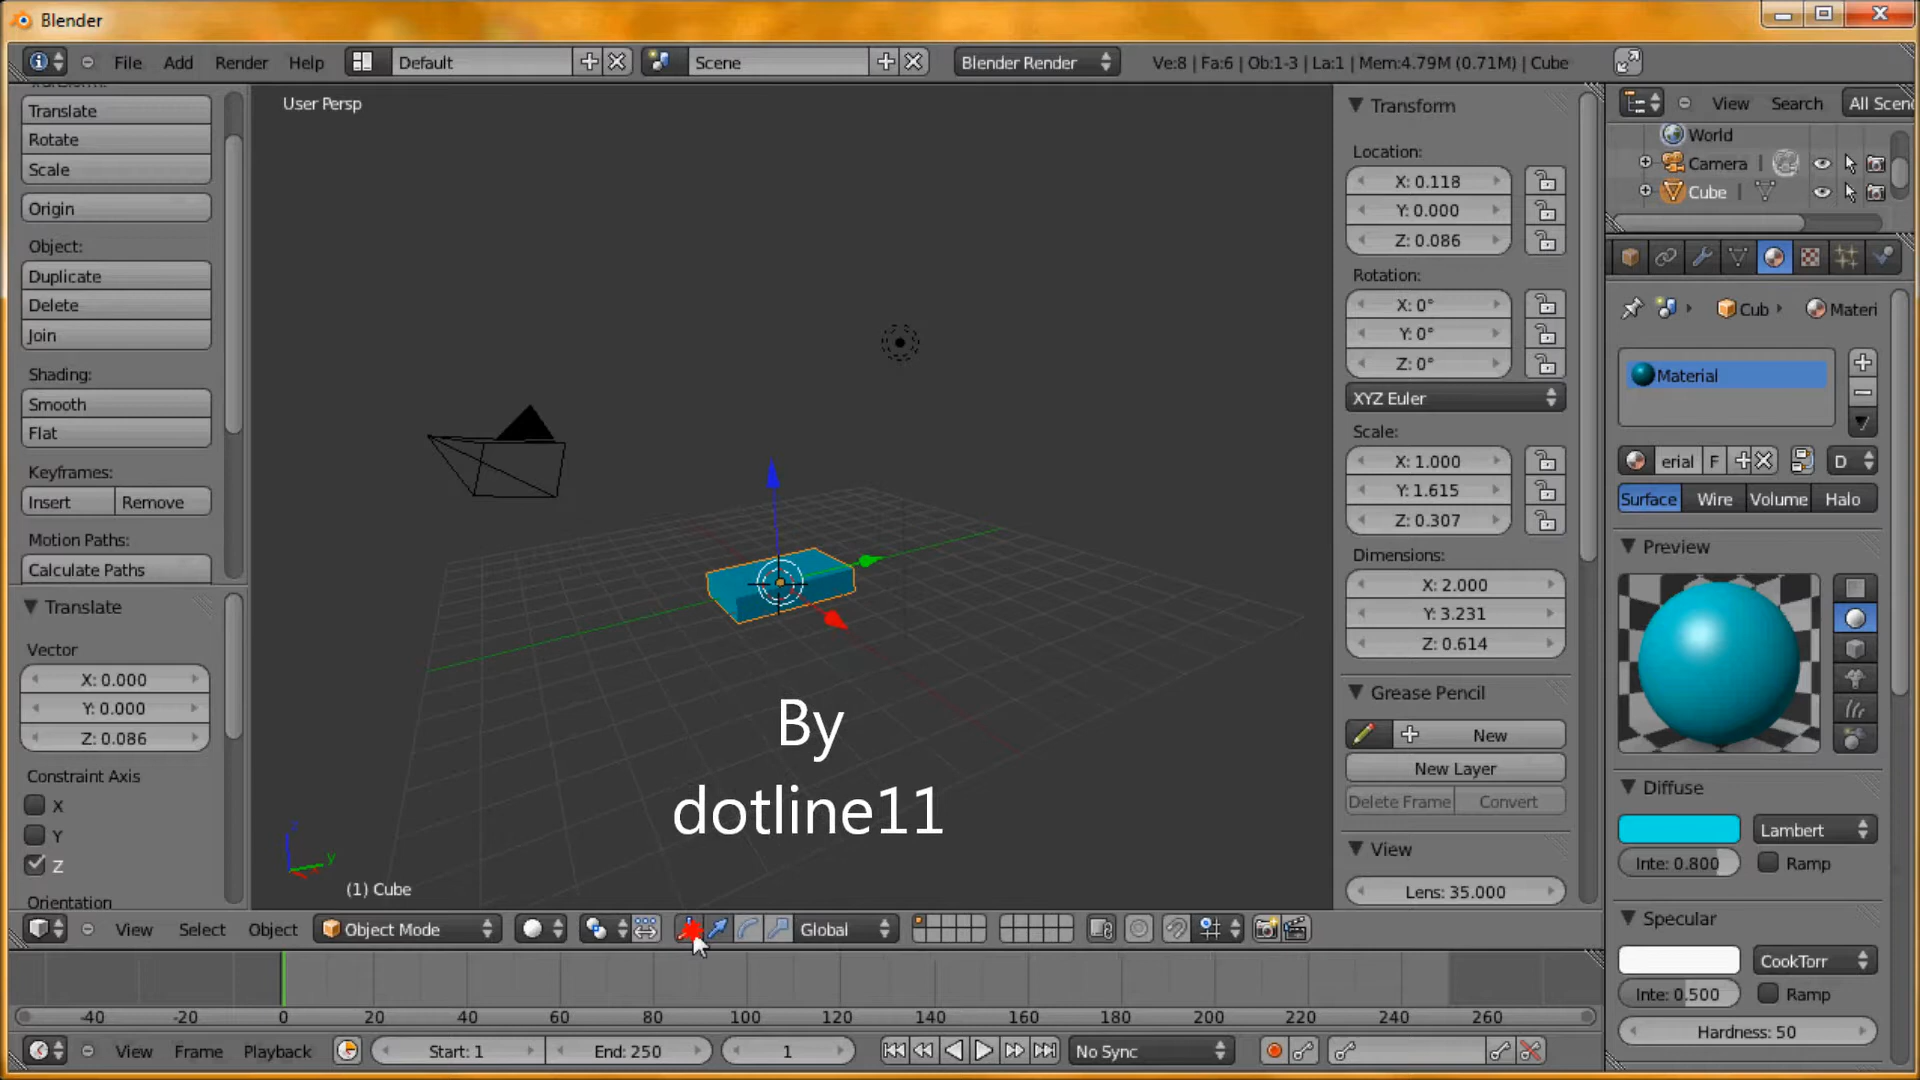 Blender
File Add Render Help Default Scene Blender Render Ve:8 | Fa:6 | Ob:1-3 | La:1 | Mem:4.79M (0.71M) | Cube
Translate
Rotate
Scale
Origin
Object:
Duplicate
Delete
Join
Shading:
Smooth
Flat
Keyframes:
Insert Remove
Motion Paths:
Calculate Paths
Translate
Vector
X: 0.000
Y: 0.000
Z: 0.086
Constraint Axis
X
Y
Z
Orientation
User Persp
By
dotline11
(1) Cube
Transform
Location:
X: 0.118
Y: 0.000
Z: 0.086
Rotation:
X: 0°
Y: 0°
Z: 0°
XYZ Euler
Scale:
X: 1.000
Y: 1.615
Z: 0.307
Dimensions:
X: 2.000
Y: 3.231
Z: 0.614
Grease Pencil
New
New Layer
Delete Frame Convert
View
Lens: 35.000
View Search All Scen
World
Camera
Cube
Cub Materi
Material
erial F D
Surface Wire Volume Halo
Preview
Diffuse
Lambert
Inte: 0.800 Ramp
Specular
CookTorr
Inte: 0.500 Ramp
Hardness: 50
View Select Object Object Mode Global
-40 -20 0 20 40 60 80 100 120 140 160 180 200 220 240 260
View Frame Playback Start: 1 End: 250 1 No Sync